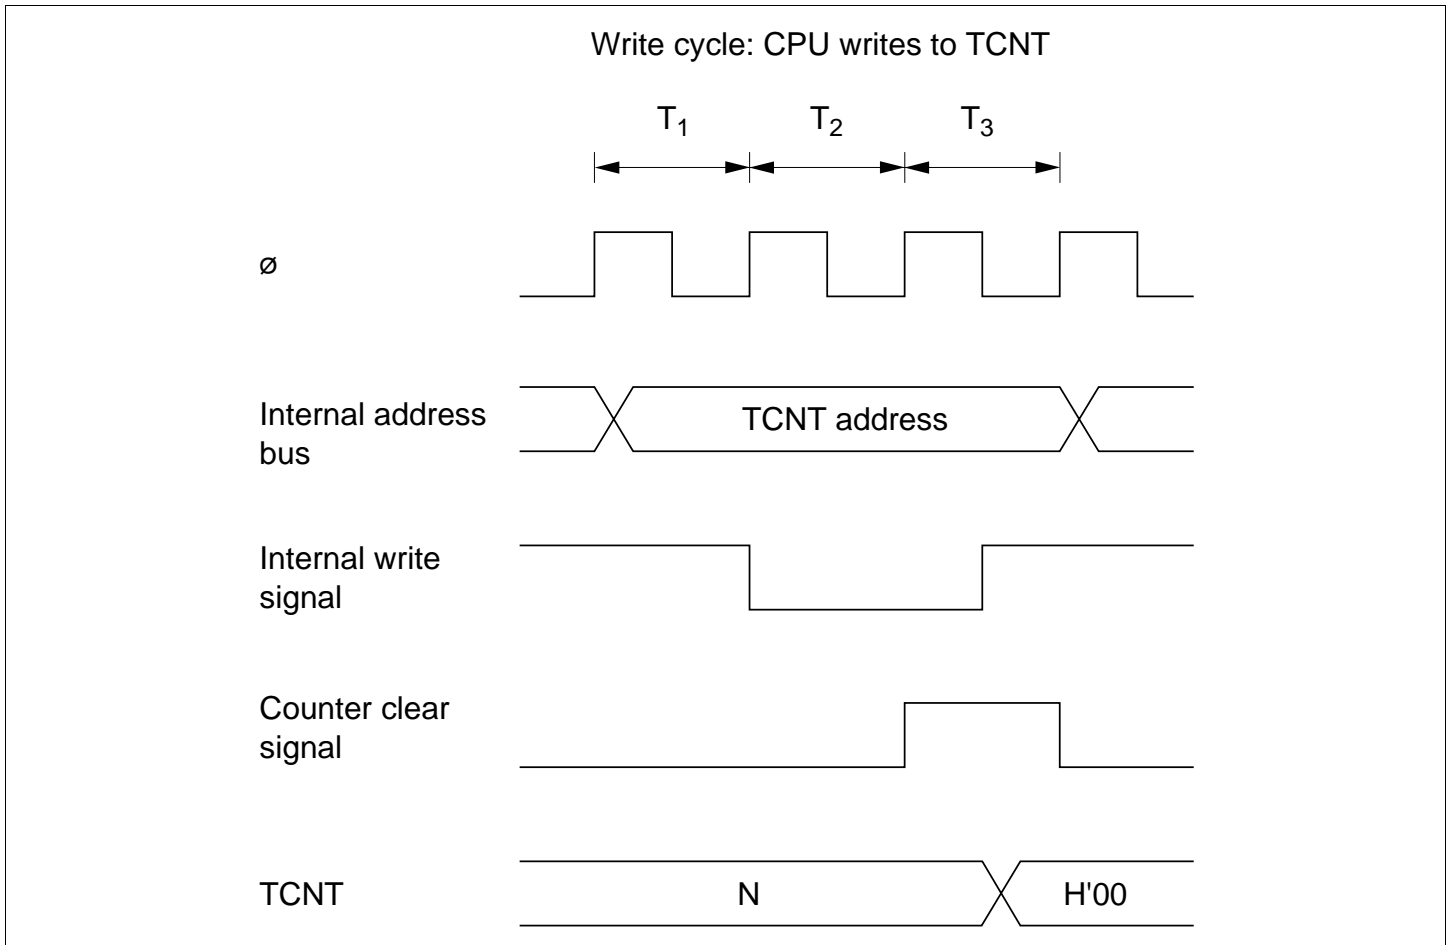 Write cycle: CPU writes to TCNT
T1 T2 T3
ø
Internal address
bus
TCNT address
Internal write
signal
Counter clear
signal
TCNT N H'00